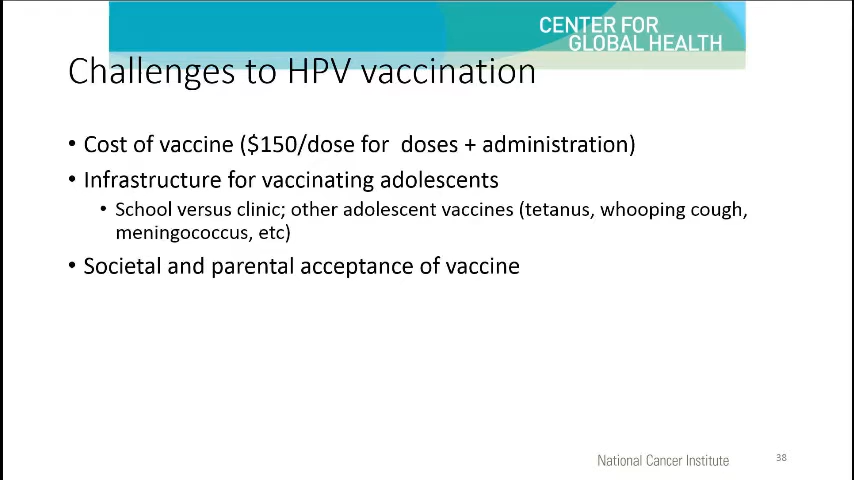 CENTER FOR
GLOBAL HEALTH
Challenges to HPV vaccination
• Cost of vaccine ($150/dose for  doses + administration)
• Infrastructure for vaccinating adolescents
• School versus clinic; other adolescent vaccines (tetanus, whooping cough,
meningococcus, etc)
• Societal and parental acceptance of vaccine
National Cancer Institute
38